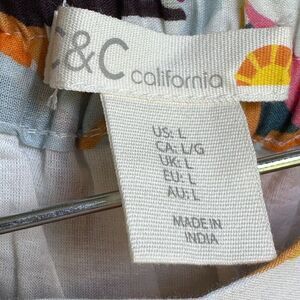 C&C california
US: L
CA: L/G
UK: L
EU: L
AU: L
MADE IN
INDIA